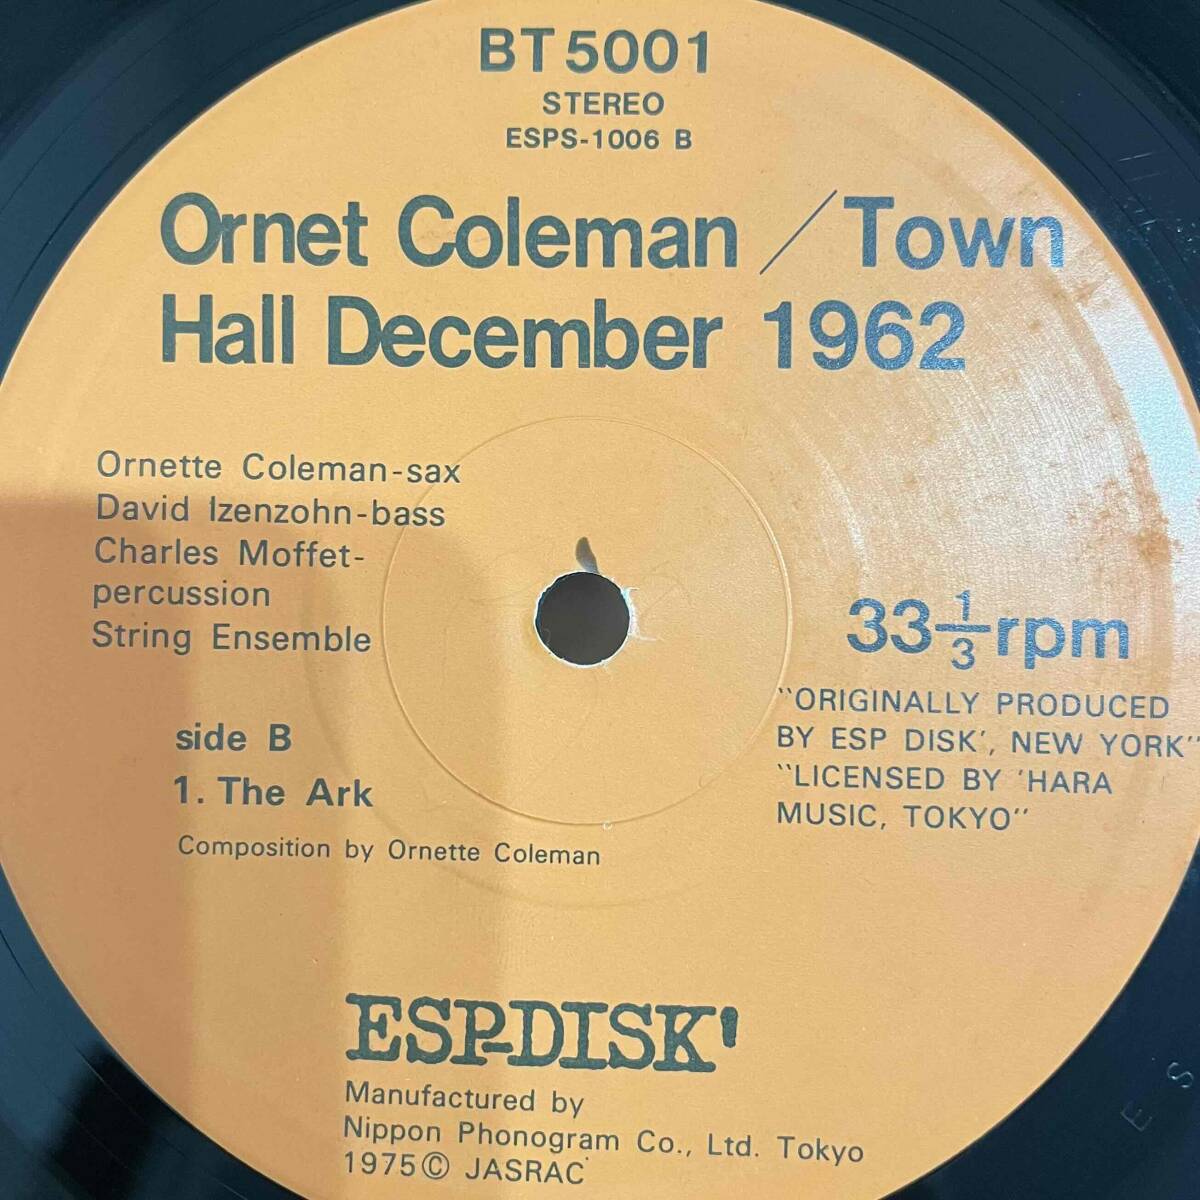 BT 5001
STEREO
ESPS-1006 B
Ornet Coleman / Town
Hall December 1962
Ornette Coleman-sax
David Izenzohn-bass
Charles Moffet-
percussion
String Ensemble
33 1/3 rpm
"ORIGINALLY PRODUCED
BY ESP DISK', NEW YORK"
"LICENSED BY 'HARA
MUSIC, TOKYO"
side B
1. The Ark
Composition by Ornette Coleman
ESP-DISK'
Manufactured by
Nippon Phonogram Co., Ltd. Tokyo
1975 © JASRAC
E S